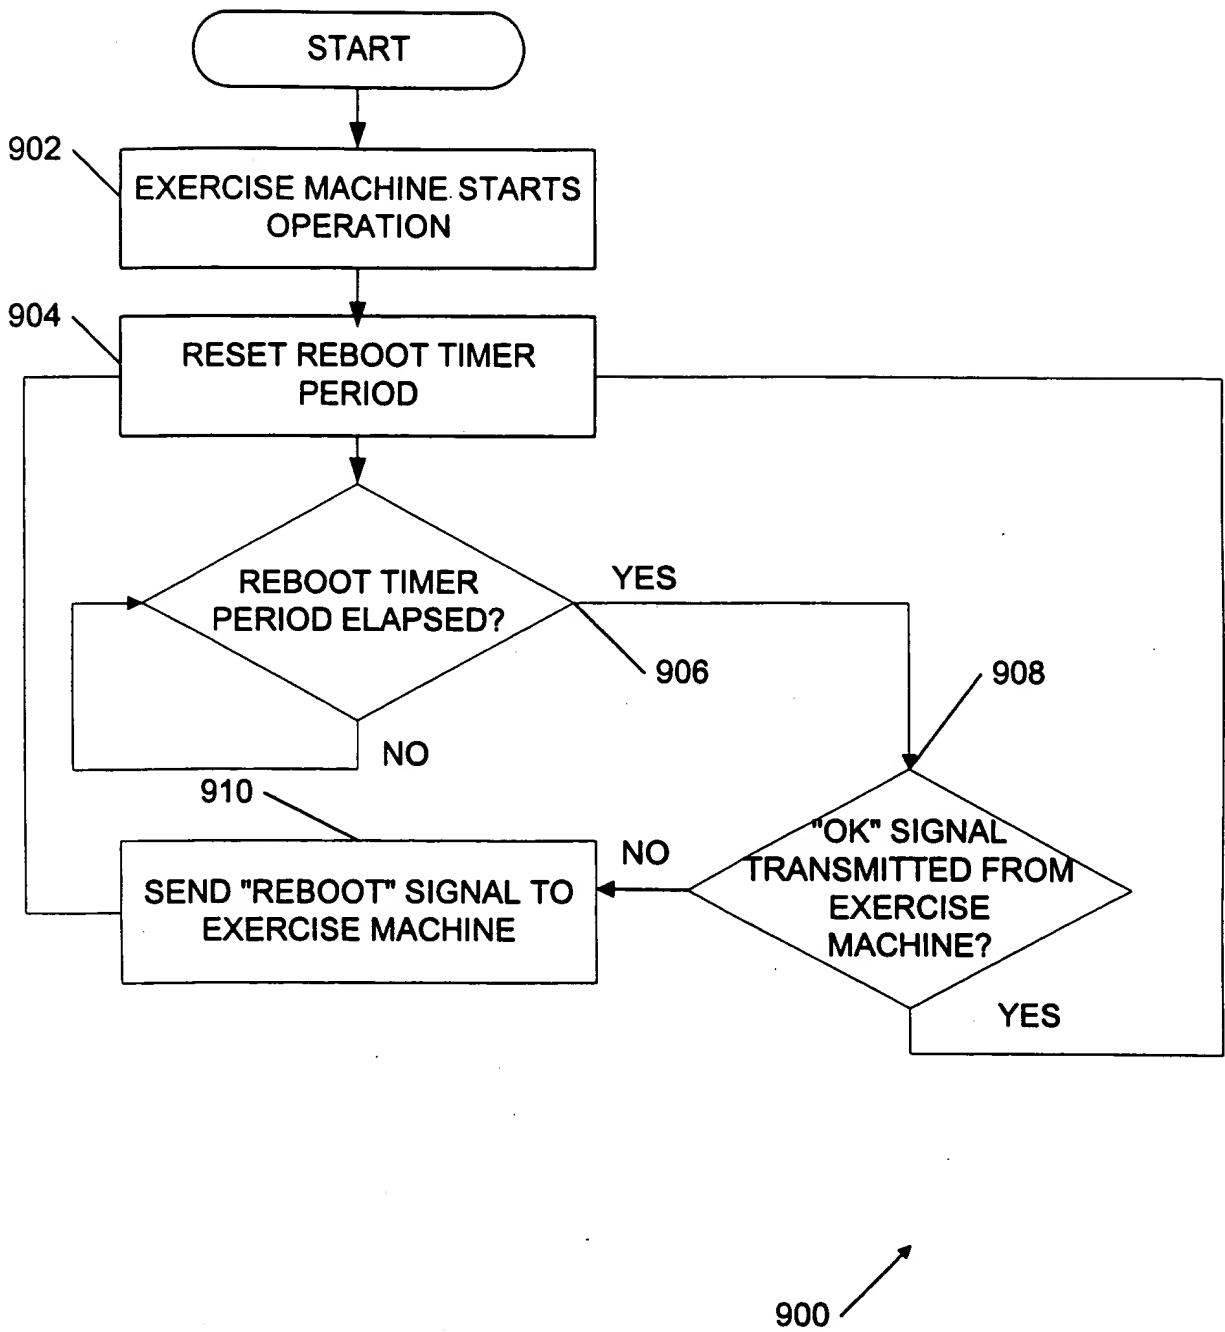 START
902
EXERCISE MACHINE STARTS
OPERATION
904
RESET REBOOT TIMER
PERIOD
REBOOT TIMER
PERIOD ELAPSED?
YES
906
908
NO
910
"OK" SIGNAL
TRANSMITTED FROM
EXERCISE
MACHINE?
NO
SEND "REBOOT" SIGNAL TO
EXERCISE MACHINE
YES
900